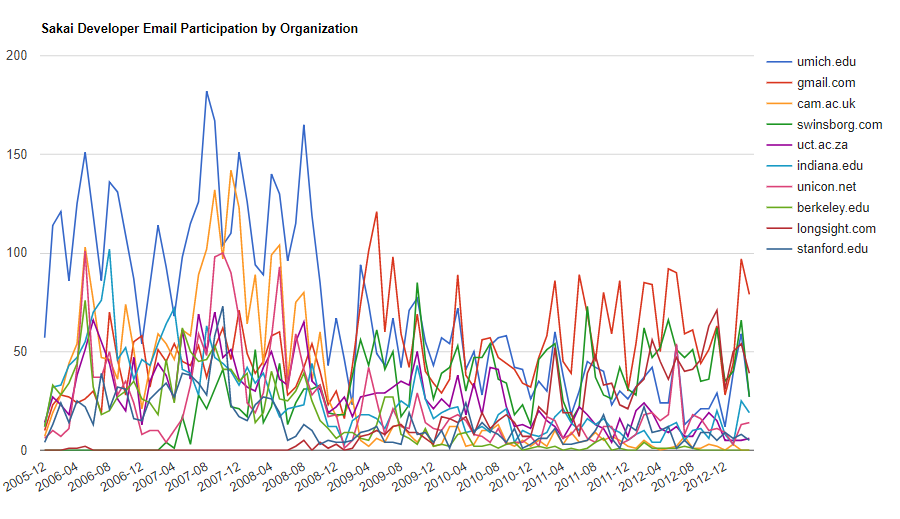 Sakai Developer Email Participation by Organization
200
150
100
50
0
umich.edu
gmail.com
cam.ac.uk
swinsborg.com
uct.ac.za
indiana.edu
unicon.net
berkeley.edu
longsight.com
stanford.edu
2005-12
2006-04
2006-08
2006-12
2007-04
2007-08
2007-12
2008-04
2008-08
2008-12
2009-04
2009-08
2009-12
2010-04
2010-08
2010-12
2011-04
2011-08
2011-12
2012-04
2012-08
2012-12